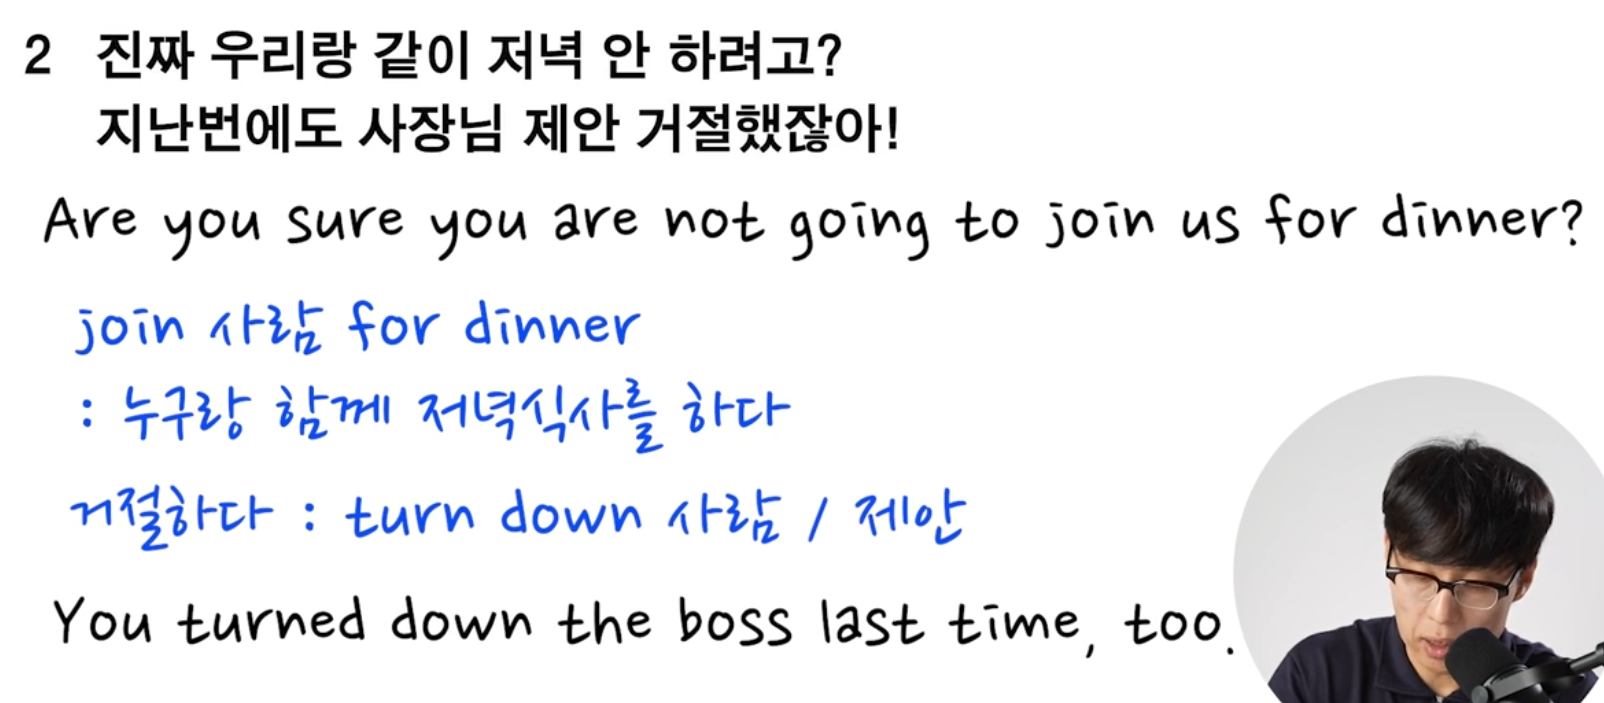 2 진짜 우리랑 같이 저녁 안 하려고?
지난번에도 사장님 제안 거절했잖아!
Are you sure you are not going to join us for dinner?
join 사람 for dinner
: 누구랑 함께 저녁식사를 하다
거절하다 : turn down 사람 / 제안
You turned down the boss last time, too.